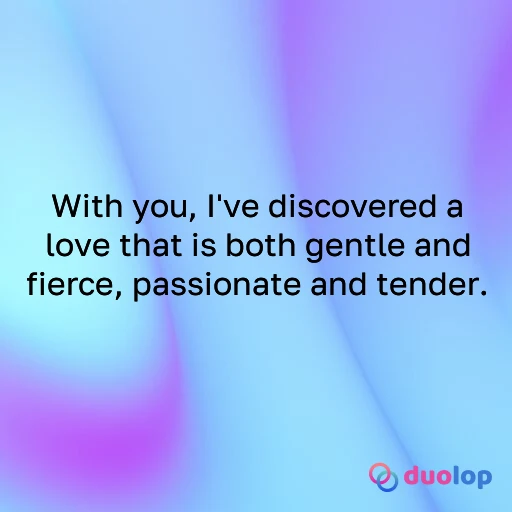 With you, I've discovered a
love that is both gentle and
fierce, passionate and tender.
duolop